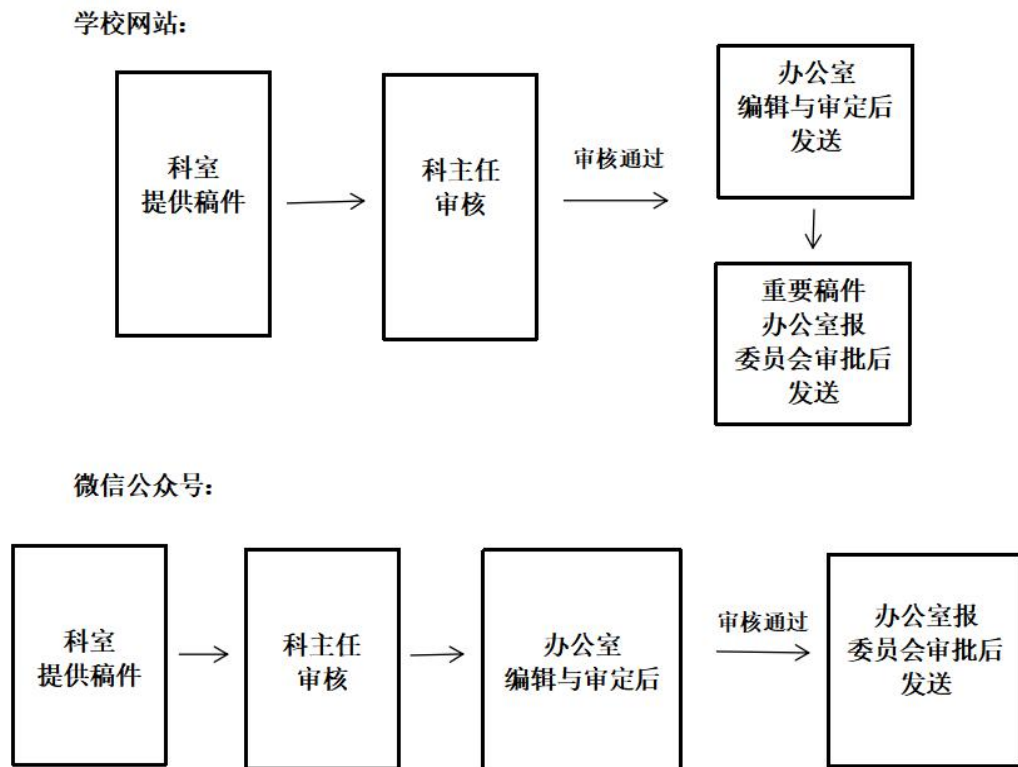 学校网站：
科室
提供稿件
科主任
审核
审核通过
办公室
编辑与审定后
发送
重要稿件
办公室报
委员会审批后
发送
微信公众号：
科室
提供稿件
科主任
审核
办公室
编辑与审定后
审核通过
办公室报
委员会审批后
发送